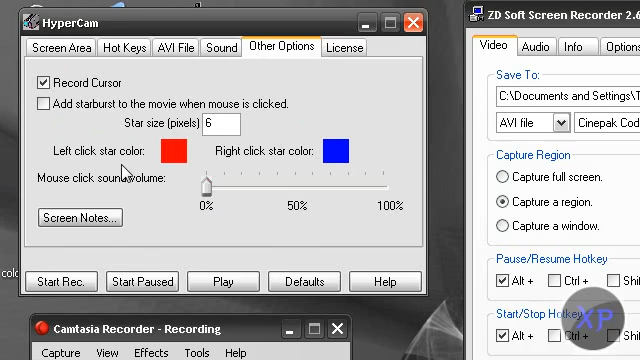 HyperCam
Screen Area Hot Keys AVI File Sound Other Options License
Record Cursor
Add starburst to the movie when mouse is clicked.
Star size (pixels) 6
Left click star color: Right click star color:
Mouse click sound volume:
0% 50% 100%
Screen Notes...
Start Rec. Start Paused Play Defaults Help
Camtasia Recorder - Recording
Capture View Effects Tools Help
ZD Soft Screen Recorder 2.6
Video Audio Info Options
Save To:
C:\Documents and Settings\T
AVI file Cinepak Cod
Capture Region
Capture full screen.
Capture a region.
Capture a window.
Pause/Resume Hotkey
Alt + Ctrl + Shi
Start/Stop Hotkey
Alt + Ctrl + Shi
XP